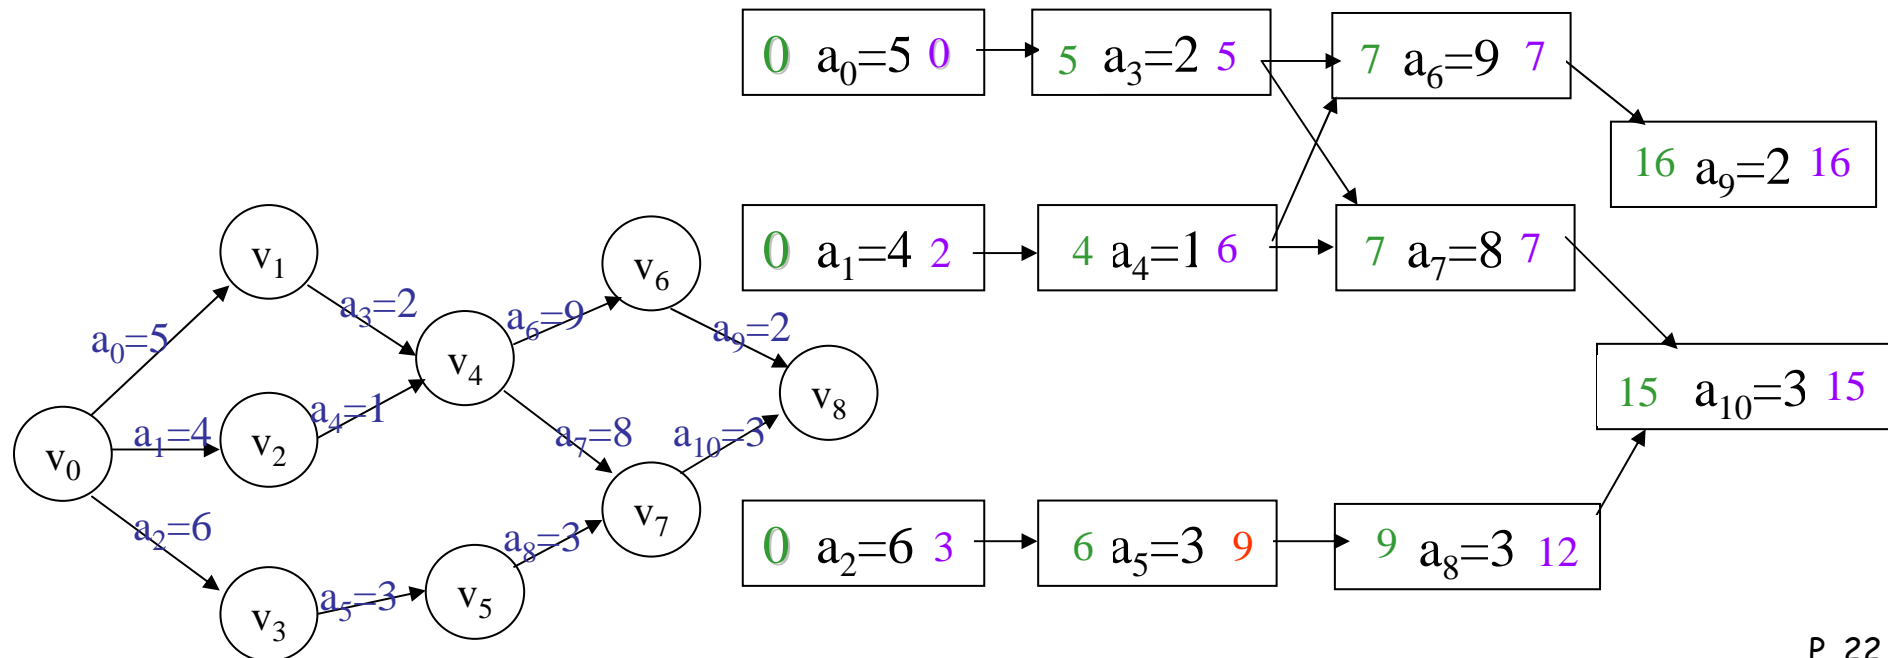 0 a₀=5 0
5 a₃=2 5
7 a₆=9 7
16 a₉=2 16
0 a₁=4 2
4 a₄=1 6
7 a₇=8 7
15 a₁₀=3 15
0 a₂=6 3
6 a₅=3 9
9 a₈=3 12
v₁
v₆
a₃=2
a₆=9
a₉=2
a₀=5
v₄
v₈
a₄=1
a₁=4
v₂
a₇=8
a₁₀=3
v₀
v₇
a₂=6
a₈=3
v₅
a₅=3
v₃
P 22